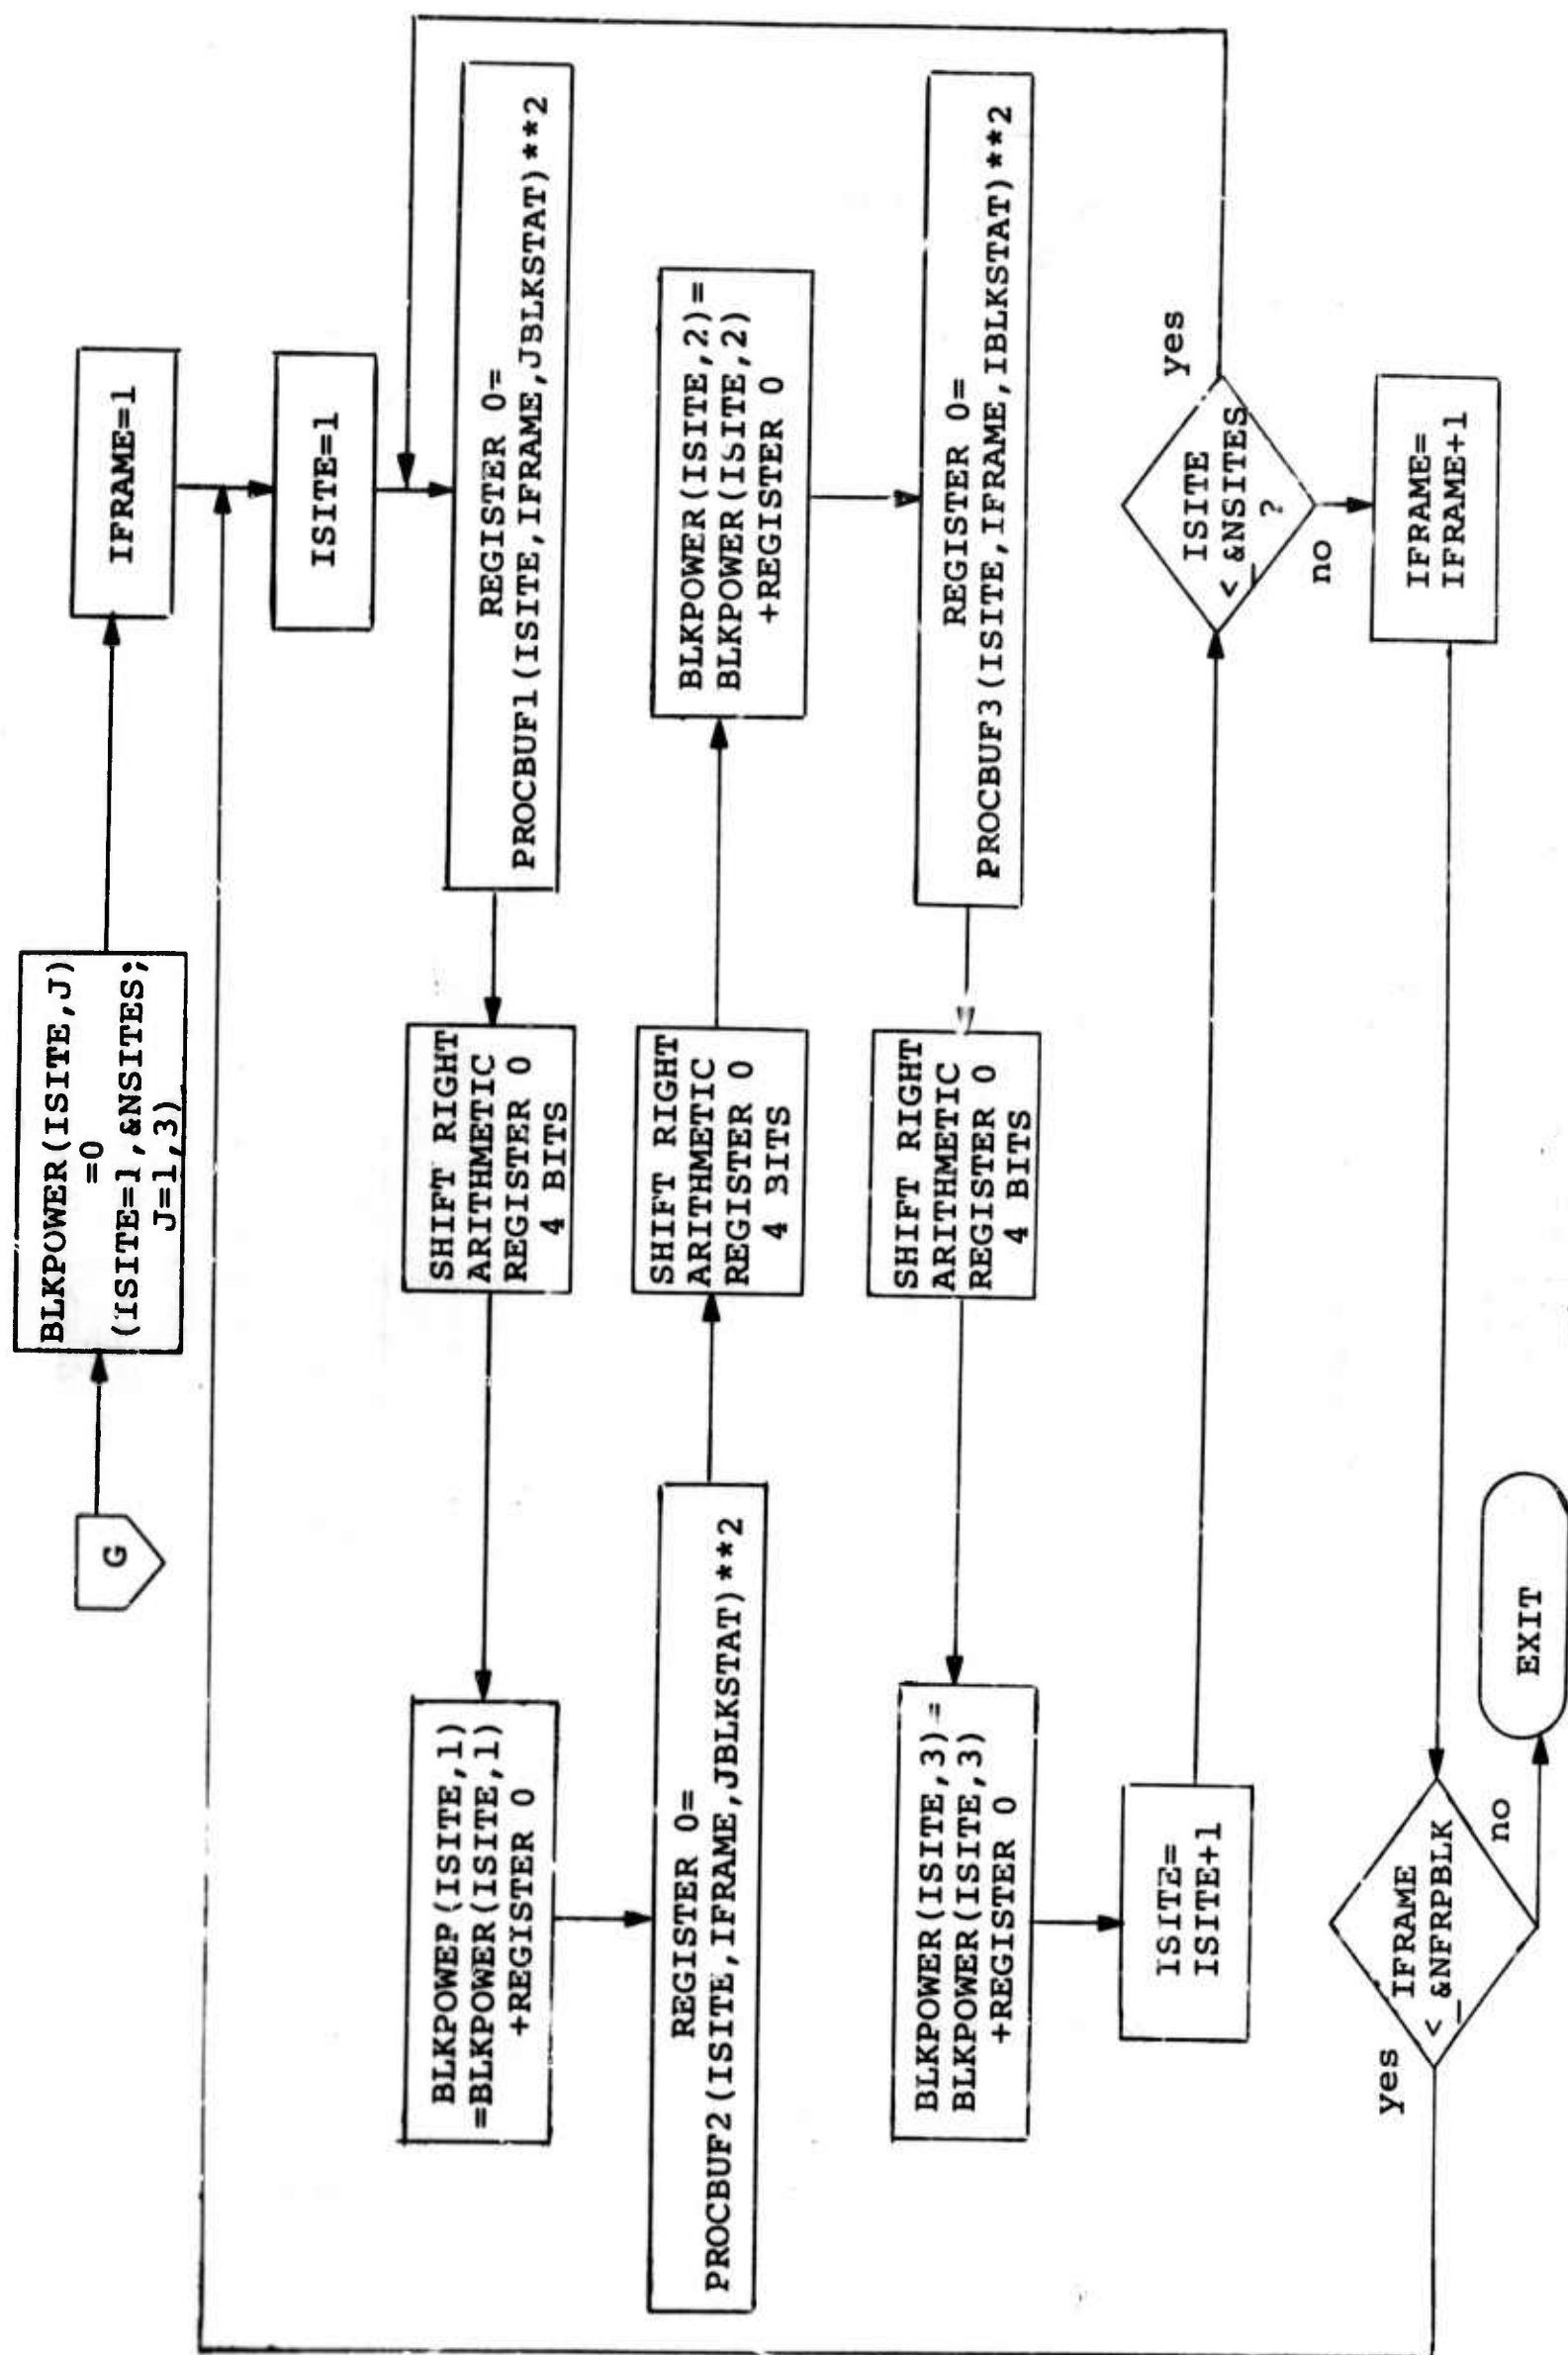 G
BLKPOWER(ISITE,J)
=0
(ISITE=1,&NSITES;
J=1,3)
IFRAME=1
ISITE=1
REGISTER 0=
PROCBUF1(ISITE,IFRAME,JBLKSTAT)**2
SHIFT RIGHT
ARITHMETIC
REGISTER 0
4 BITS
BLKPOWEP(ISITE,1)
=BLKPOWER(ISITE,1)
+REGISTER 0
REGISTER 0=
PROCBUF2(ISITE,IFRAME,JBLKSTAT)**2
SHIFT RIGHT
ARITHMETIC
REGISTER 0
4 BITS
BLKPOWER(ISITE,2)=
BLKPOWER(ISITE,2)
+REGISTER 0
REGISTER 0=
PROCBUF3(ISITE,IFRAME,IBLKSTAT)**2
SHIFT RIGHT
ARITHMETIC
REGISTER 0
4 BITS
BLKPOWER(ISITE,3)=
BLKPOWER(ISITE,3)
+REGISTER 0
ISITE=
ISITE+1
ISITE
≤ &NSITES
?
yes
no
IFRAME=
IFRAME+1
IFRAME
≤ &NFRPBLK
yes
no
EXIT